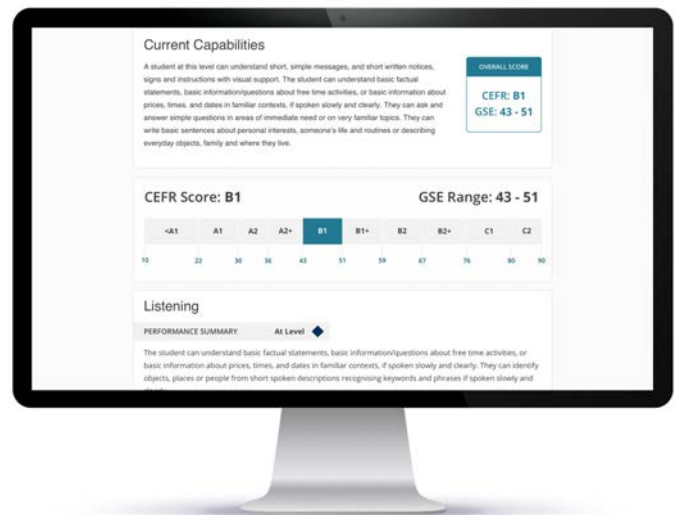 Current Capabilities
A student at this level can understand short, simple messages, and short written notices,
signs and instructions with visual support. The student can understand basic factual
statements, basic information/questions about free time activities, or basic information about
prices, times, and dates in familiar contexts, if spoken slowly and clearly. They can ask and
answer simple questions in areas of immediate need or on very familiar topics. They can
write basic sentences about personal interests, someone's life and routines or describing
everyday objects, family and where they live.
OVERALL SCORE
CEFR: B1
GSE: 43 - 51
CEFR Score: B1
GSE Range: 43 - 51
<A1 A1 A2 A2+ B1 B1+ B2 B2+ C1 C2
10 22 30 36 43 51 59 67 76 80 90
Listening
PERFORMANCE SUMMARY At Level
The student can understand basic factual statements, basic information/questions about free time activities, or
basic information about prices, times, and dates in familiar contexts, if spoken slowly and clearly. They can identify
objects, places or people from short spoken descriptions recognising keywords and phrases if spoken slowly and